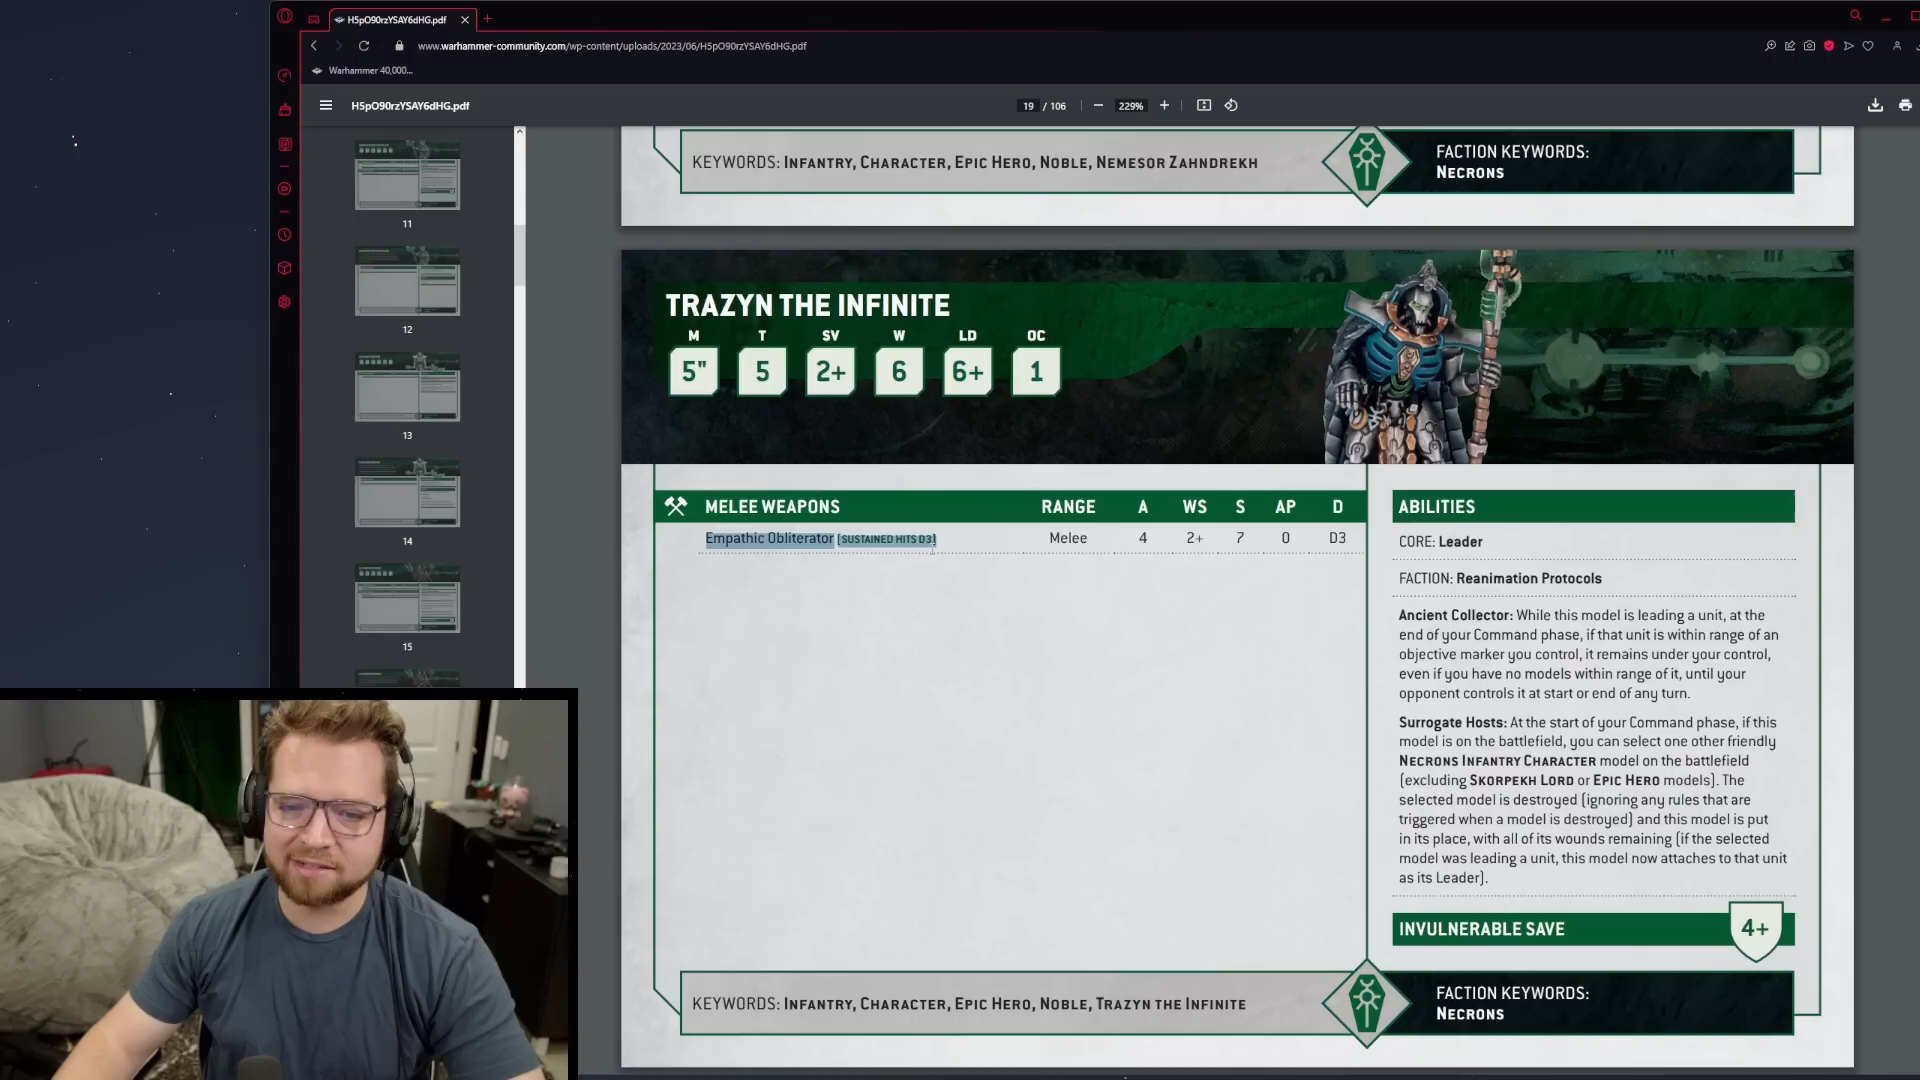 H5pO90rzYSAY6dHG.pdf
www.warhammer-community.com/wp-content/uploads/2023/06/H5pO90rzYSAY6dHG.pdf
Warhammer 40,000...
H5pO90rzYSAY6dHG.pdf
19 / 106
229%
11
12
13
14
15
KEYWORDS: INFANTRY, CHARACTER, EPIC HERO, NOBLE, NEMESOR ZAHNDREKH
FACTION KEYWORDS:
NECRONS
TRAZYN THE INFINITE
M T SV W LD OC
5" 5 2+ 6 6+ 1
MELEE WEAPONS RANGE A WS S AP D
Empathic Obliterator [SUSTAINED HITS D3] Melee 4 2+ 7 0 D3
ABILITIES
CORE: Leader
FACTION: Reanimation Protocols
Ancient Collector: While this model is leading a unit, at the
end of your Command phase, if that unit is within range of an
objective marker you control, it remains under your control,
even if you have no models within range of it, until your
opponent controls it at start or end of any turn.
Surrogate Hosts: At the start of your Command phase, if this
model is on the battlefield, you can select one other friendly
NECRONS INFANTRY CHARACTER model on the battlefield
(excluding SKORPEKH LORD or EPIC HERO models). The
selected model is destroyed (ignoring any rules that are
triggered when a model is destroyed) and this model is put
in its place, with all of its wounds remaining (if the selected
model was leading a unit, this model now attaches to that unit
as its Leader).
INVULNERABLE SAVE 4+
KEYWORDS: INFANTRY, CHARACTER, EPIC HERO, NOBLE, TRAZYN THE INFINITE
FACTION KEYWORDS:
NECRONS